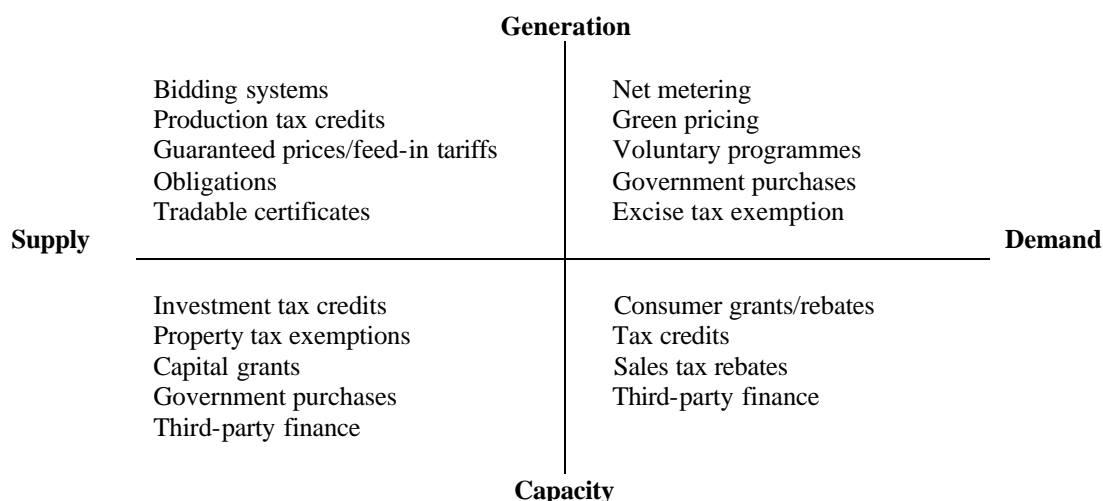 Generation
Bidding systems
Production tax credits
Guaranteed prices/feed-in tariffs
Obligations
Tradable certificates
Net metering
Green pricing
Voluntary programmes
Government purchases
Excise tax exemption
Supply
Demand
Investment tax credits
Property tax exemptions
Capital grants
Government purchases
Third-party finance
Consumer grants/rebates
Tax credits
Sales tax rebates
Third-party finance
Capacity